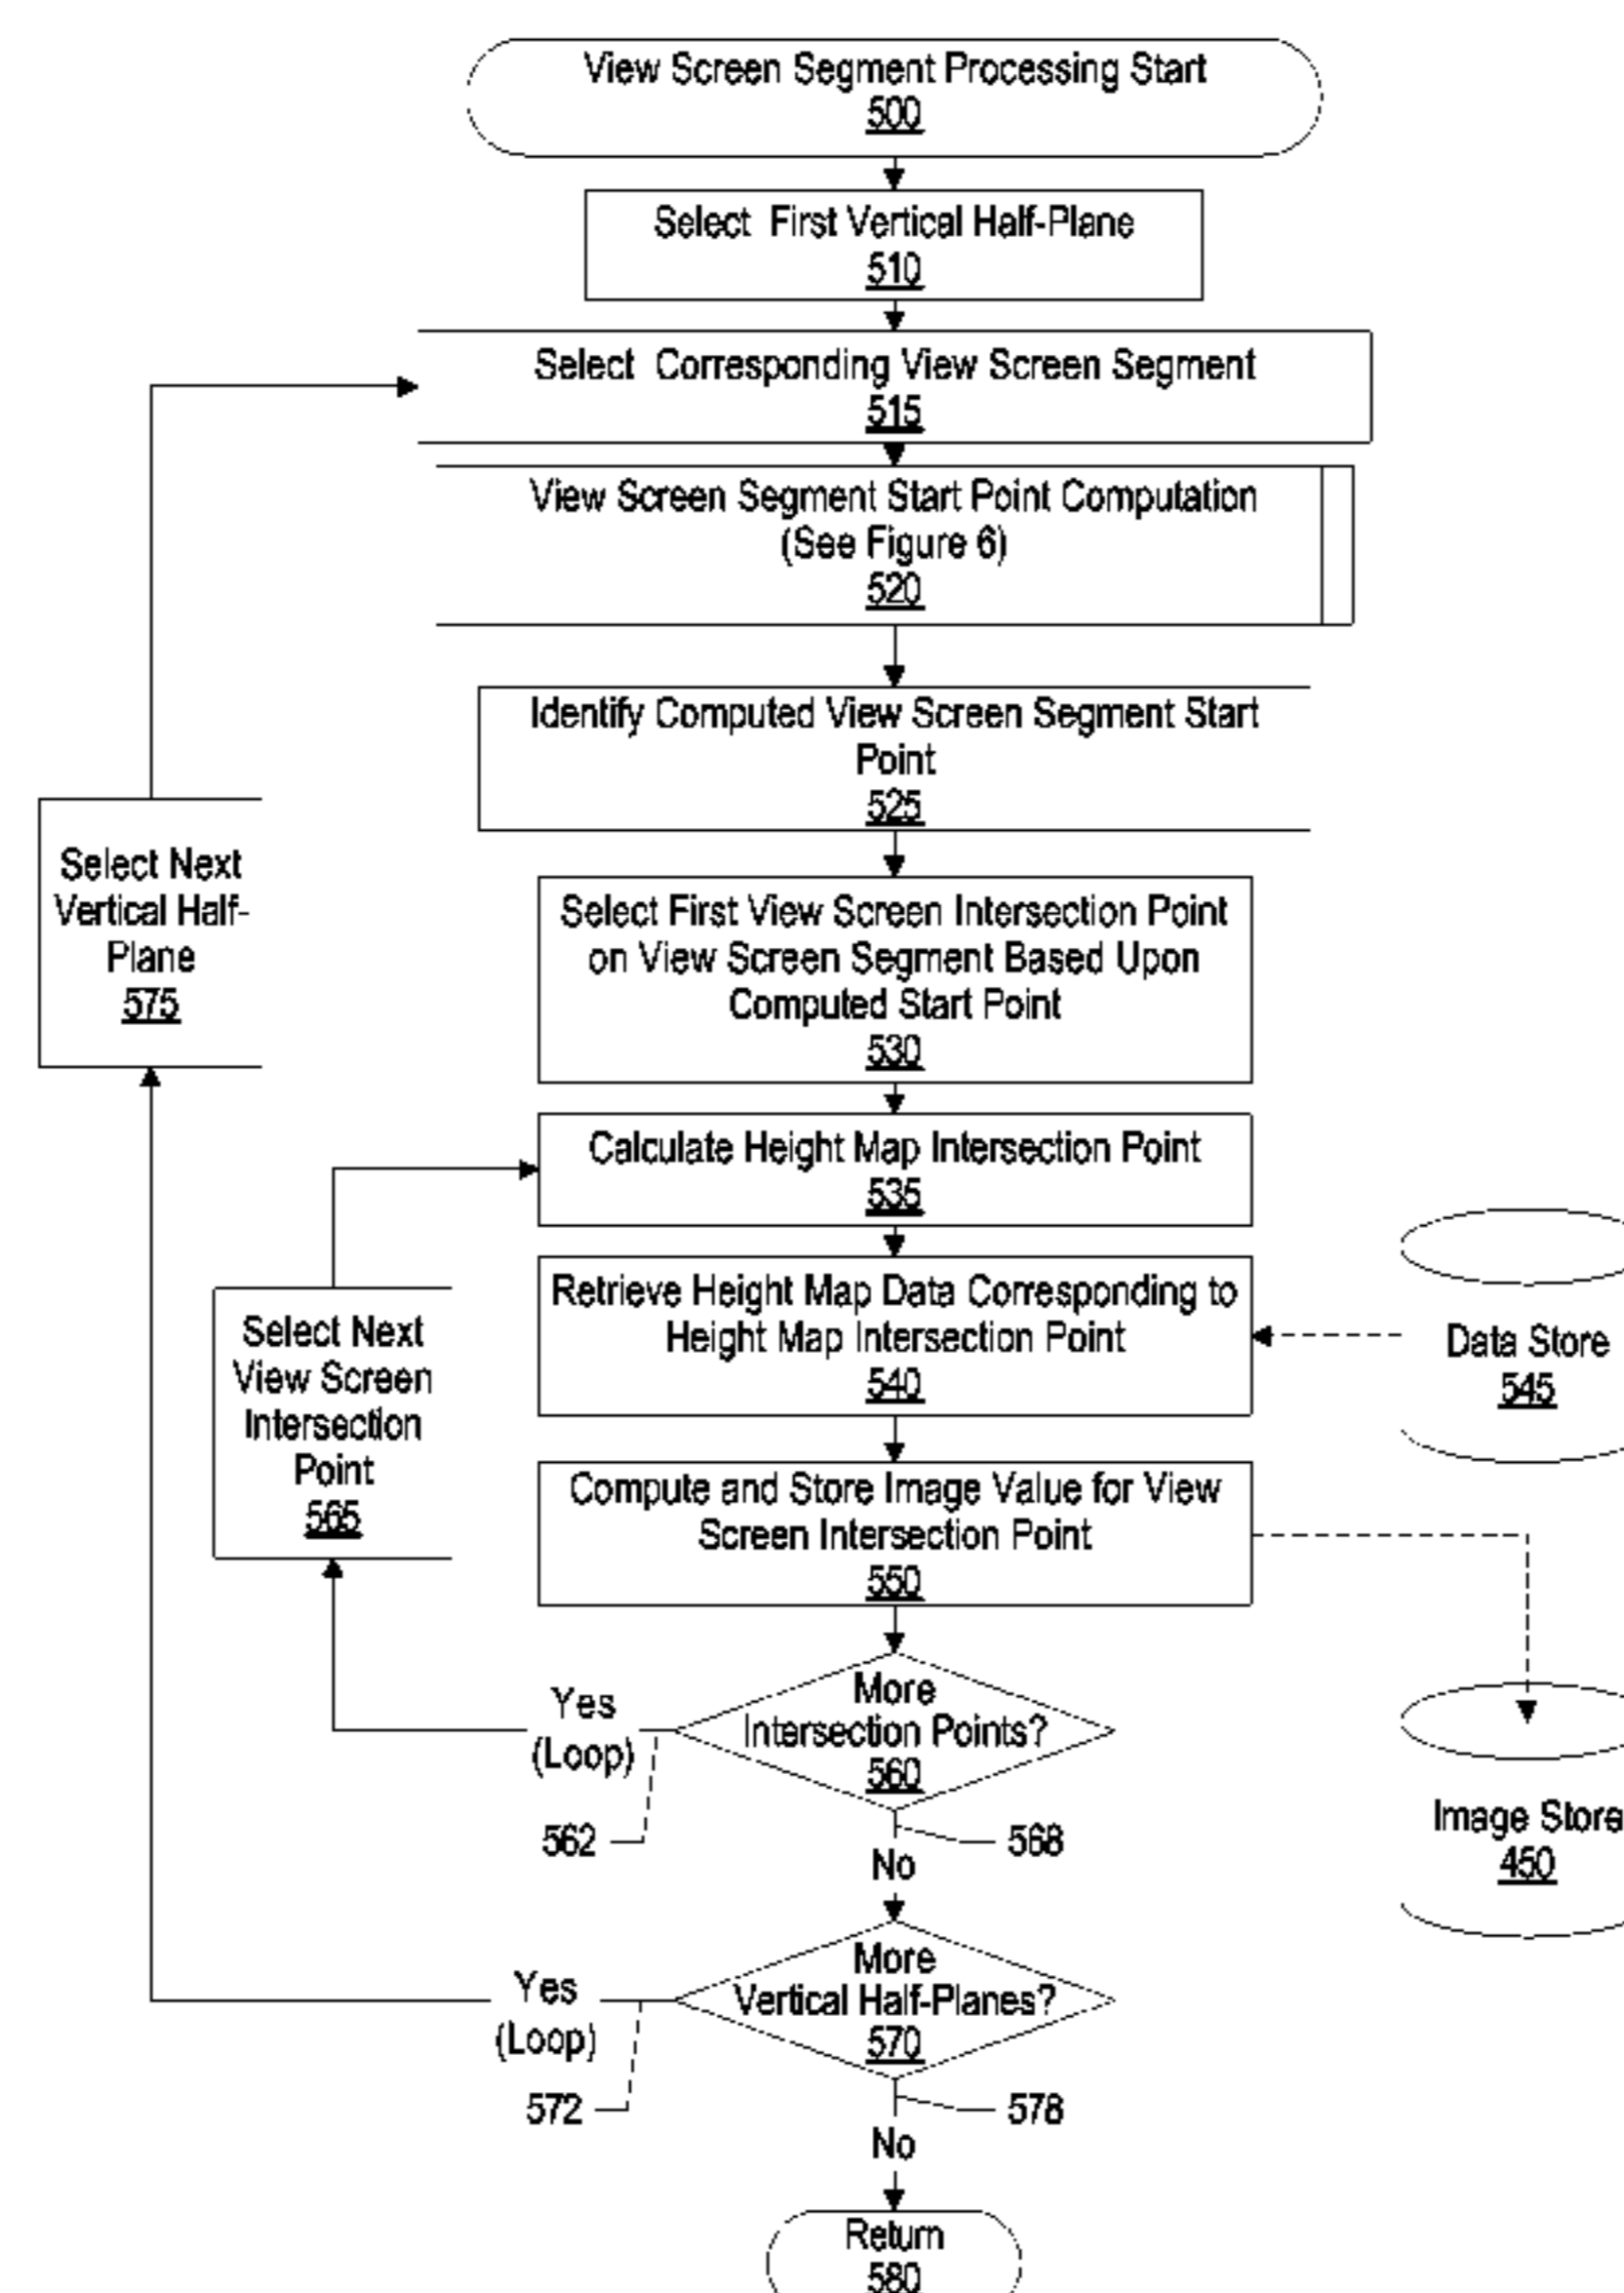 View Screen Segment Processing Start
500
Select First Vertical Half-Plane
510
Select Corresponding View Screen Segment
515
View Screen Segment Start Point Computation
(See Figure 6)
520
Identify Computed View Screen Segment Start
Point
525
Select Next
Vertical Half-
Plane
575
Select First View Screen Intersection Point
on View Screen Segment Based Upon
Computed Start Point
530
Calculate Height Map Intersection Point
535
Retrieve Height Map Data Corresponding to
Height Map Intersection Point
540
Data Store
545
Select Next
View Screen
Intersection
Point
565
Compute and Store Image Value for View
Screen Intersection Point
550
More
Intersection Points?
560
Yes
(Loop)
562
568
No
Image Store
450
More
Vertical Half-Planes?
570
Yes
(Loop)
572
578
No
Return
580